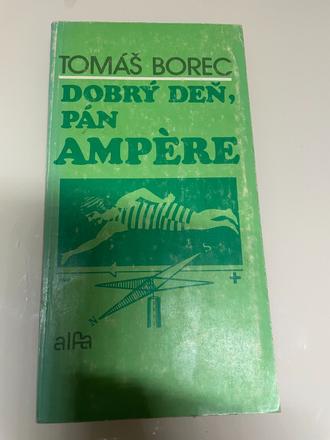 TOMÁŠ BOREC
DOBRÝ DEŇ,
PÁN
AMPÈRE
S
- +
N
alfa